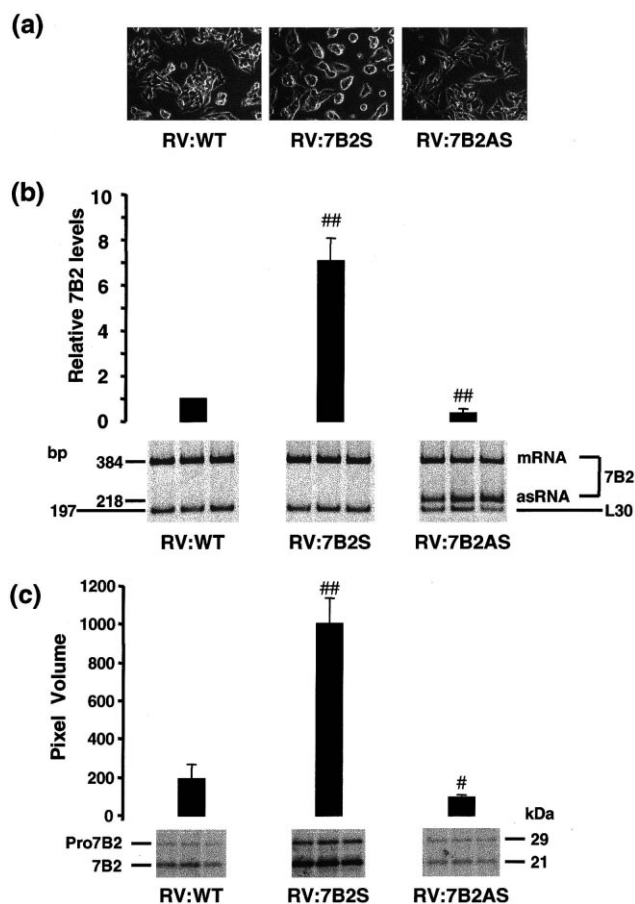 (a)
RV:WT RV:7B2S RV:7B2AS
(b)
Relative 7B2 levels
10
8
6
4
2
1
0
##
##
bp
384
218
197
mRNA
7B2
asRNA
L30
RV:WT RV:7B2S RV:7B2AS
(c)
Pixel Volume
1200
1000
800
600
400
200
0
##
#
kDa
Pro7B2
29
7B2
21
RV:WT RV:7B2S RV:7B2AS